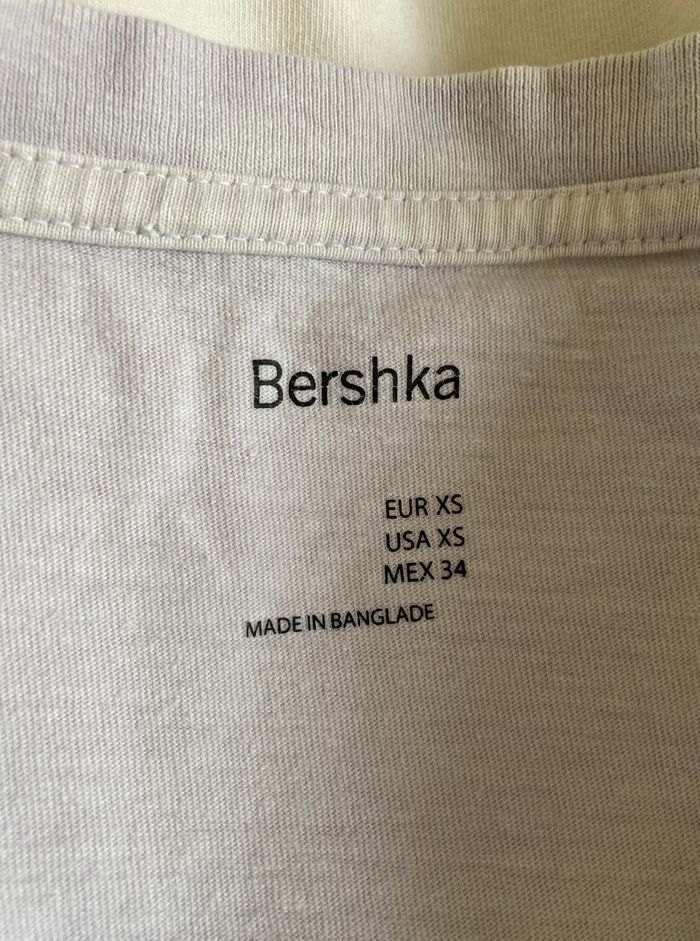 Bershka
EUR XS
USA XS
MEX 34
MADE IN BANGLADE